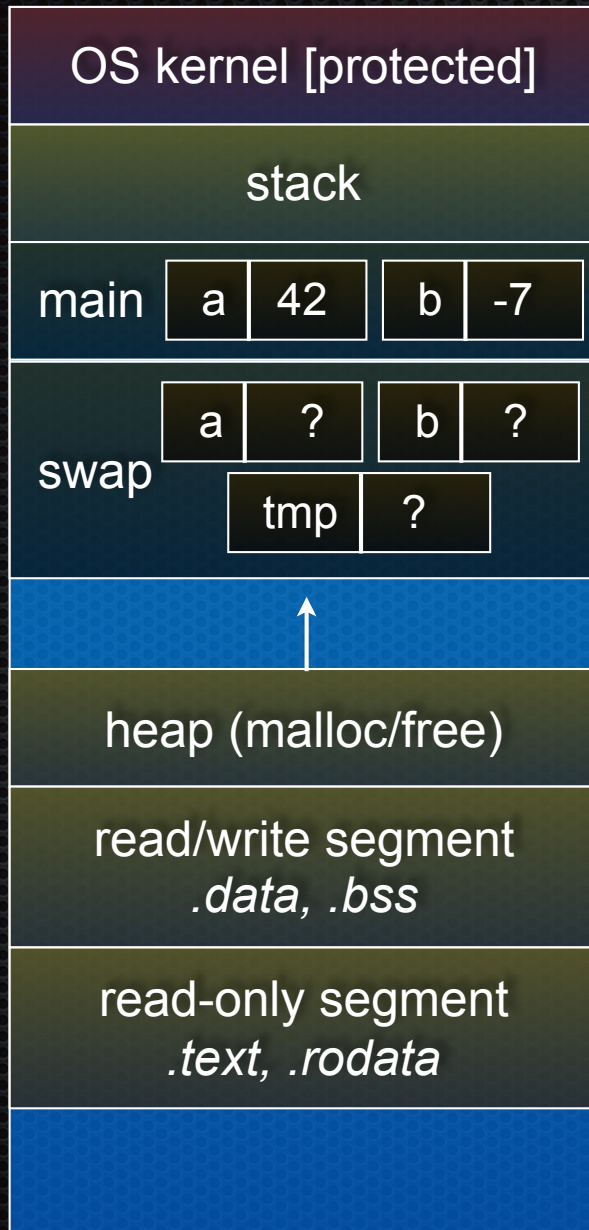 OS kernel [protected]
stack
main a 42 b -7
a ? b ?
swap
tmp ?
heap (malloc/free)
read/write segment
.data, .bss
read-only segment
.text, .rodata